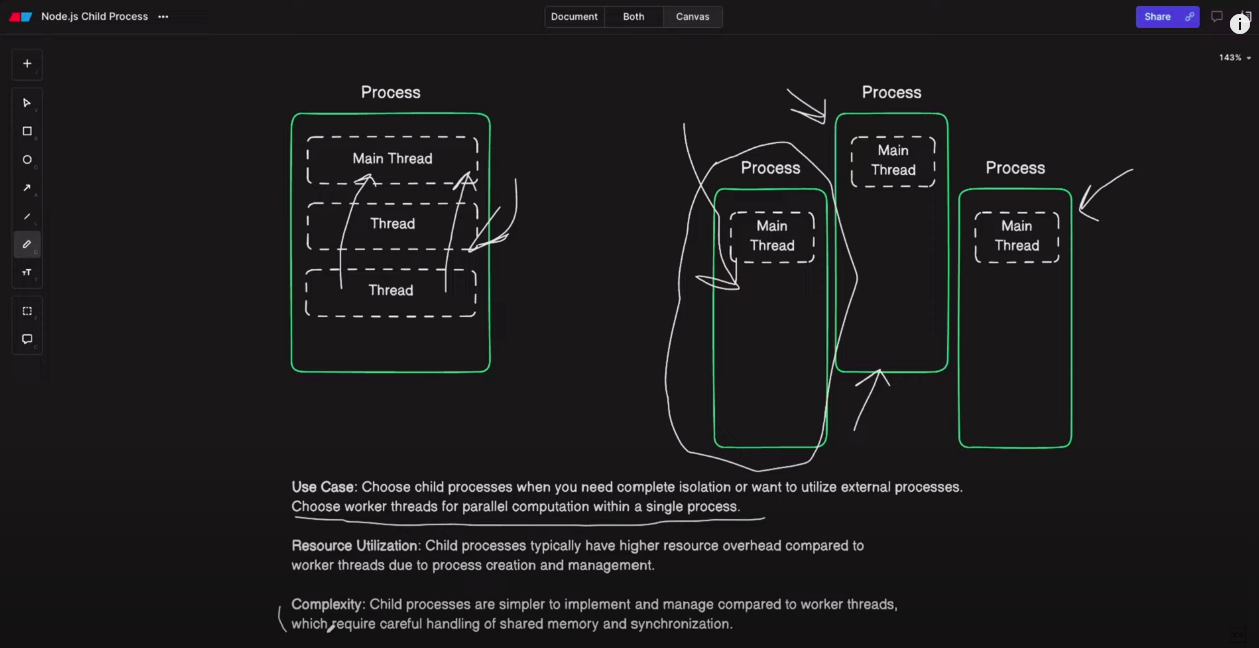 Node.js Child Process
Document Both Canvas
Share
143%
Process
Main Thread
Thread
Thread
Process
Main
Thread
Process
Main
Thread
Process
Main
Thread
Use Case: Choose child processes when you need complete isolation or want to utilize external processes.
Choose worker threads for parallel computation within a single process.
Resource Utilization: Child processes typically have higher resource overhead compared to
worker threads due to process creation and management.
Complexity: Child processes are simpler to implement and manage compared to worker threads,
which require careful handling of shared memory and synchronization.